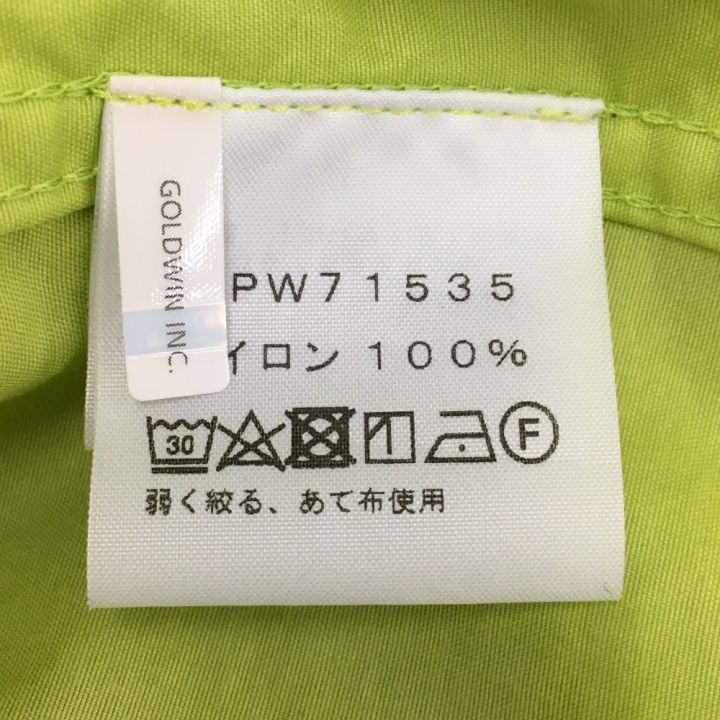 GOLDWIN INC.
PW71535
イロン 100%
30 F
弱く絞る、あて布使用